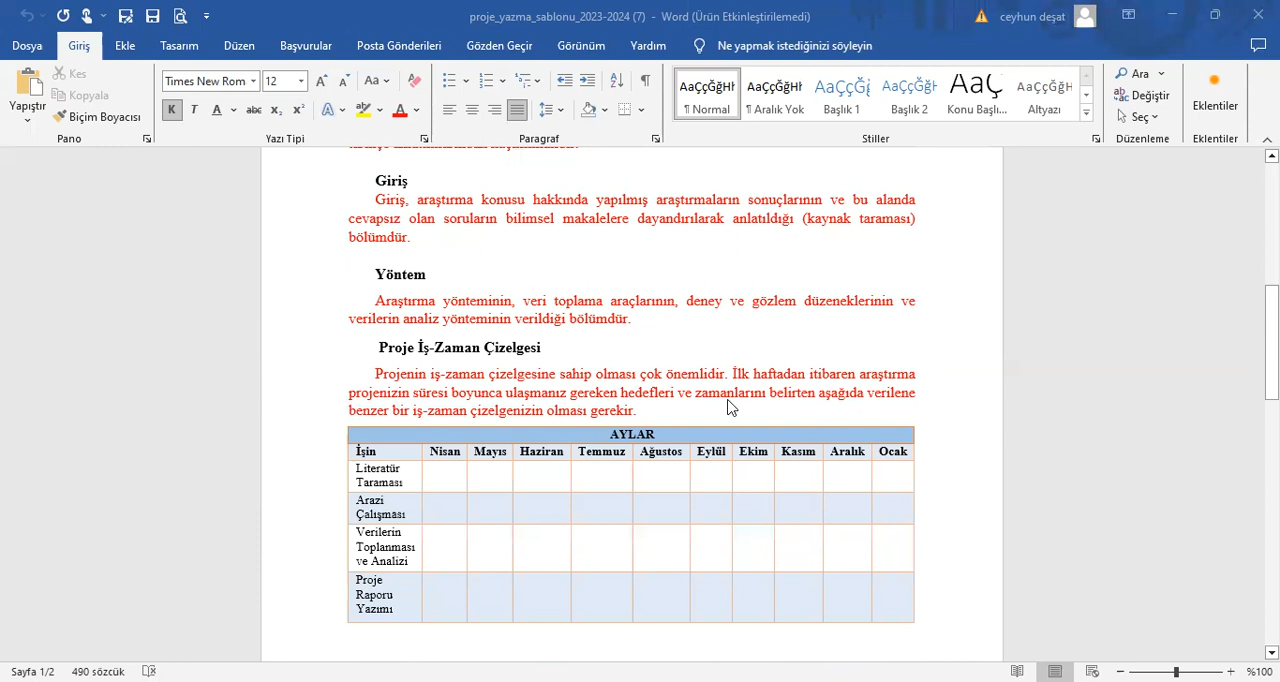 proje_yazma_sablonu_2023-2024 (7) - Word (Ürün Etkinleştirilemedi)
ceyhun deşat
Dosya Giriş Ekle Tasarım Düzen Başvurular Posta Gönderileri Gözden Geçir Görünüm Yardım Ne yapmak istediğinizi söyleyin
Yapıştır
Kes
Kopyala
Biçim Boyacısı
Pano
Times New Rom 12
K T A abc x₂ x²
Yazı Tipi
Paragraf
AaÇçĞğH AaÇçĞğH AaÇçĞğ AaÇçĞğH AaÇ AaÇçĞğH
¶ Normal ¶ Aralık Yok Başlık 1 Başlık 2 Konu Başlı... Altyazı
Stiller
Ara
Değiştir
Seç
Düzenleme
Eklentiler
Eklentiler
Giriş
Giriş, araştırma konusu hakkında yapılmış araştırmaların sonuçlarının ve bu alanda
cevapsız olan soruların bilimsel makalelere dayandırılarak anlatıldığı (kaynak taraması)
bölümdür.
Yöntem
Araştırma yönteminin, veri toplama araçlarının, deney ve gözlem düzeneklerinin ve
verilerin analiz yönteminin verildiği bölümdür.
Proje İş-Zaman Çizelgesi
Projenin iş-zaman çizelgesine sahip olması çok önemlidir. İlk haftadan itibaren araştırma
projenizin süresi boyunca ulaşmanız gereken hedefleri ve zamanlarını belirten aşağıda verilene
benzer bir iş-zaman çizelgenizin olması gerekir.
AYLAR
İşin Nisan Mayıs Haziran Temmuz Ağustos Eylül Ekim Kasım Aralık Ocak
Literatür
Taraması
Arazi
Çalışması
Verilerin
Toplanması
ve Analizi
Proje
Raporu
Yazımı
Sayfa 1/2 490 sözcük
%100